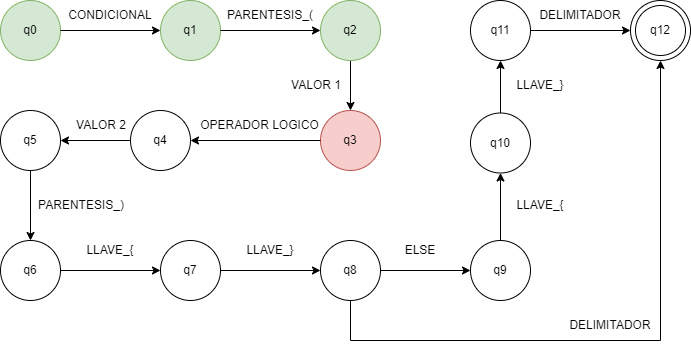 q0
CONDICIONAL
q1
PARENTESIS_(
q2
q11
DELIMITADOR
q12
VALOR 1
LLAVE_}
q5
VALOR 2
q4
OPERADOR LOGICO
q3
q10
PARENTESIS_)
LLAVE_{
q6
LLAVE_{
q7
LLAVE_}
q8
ELSE
q9
DELIMITADOR